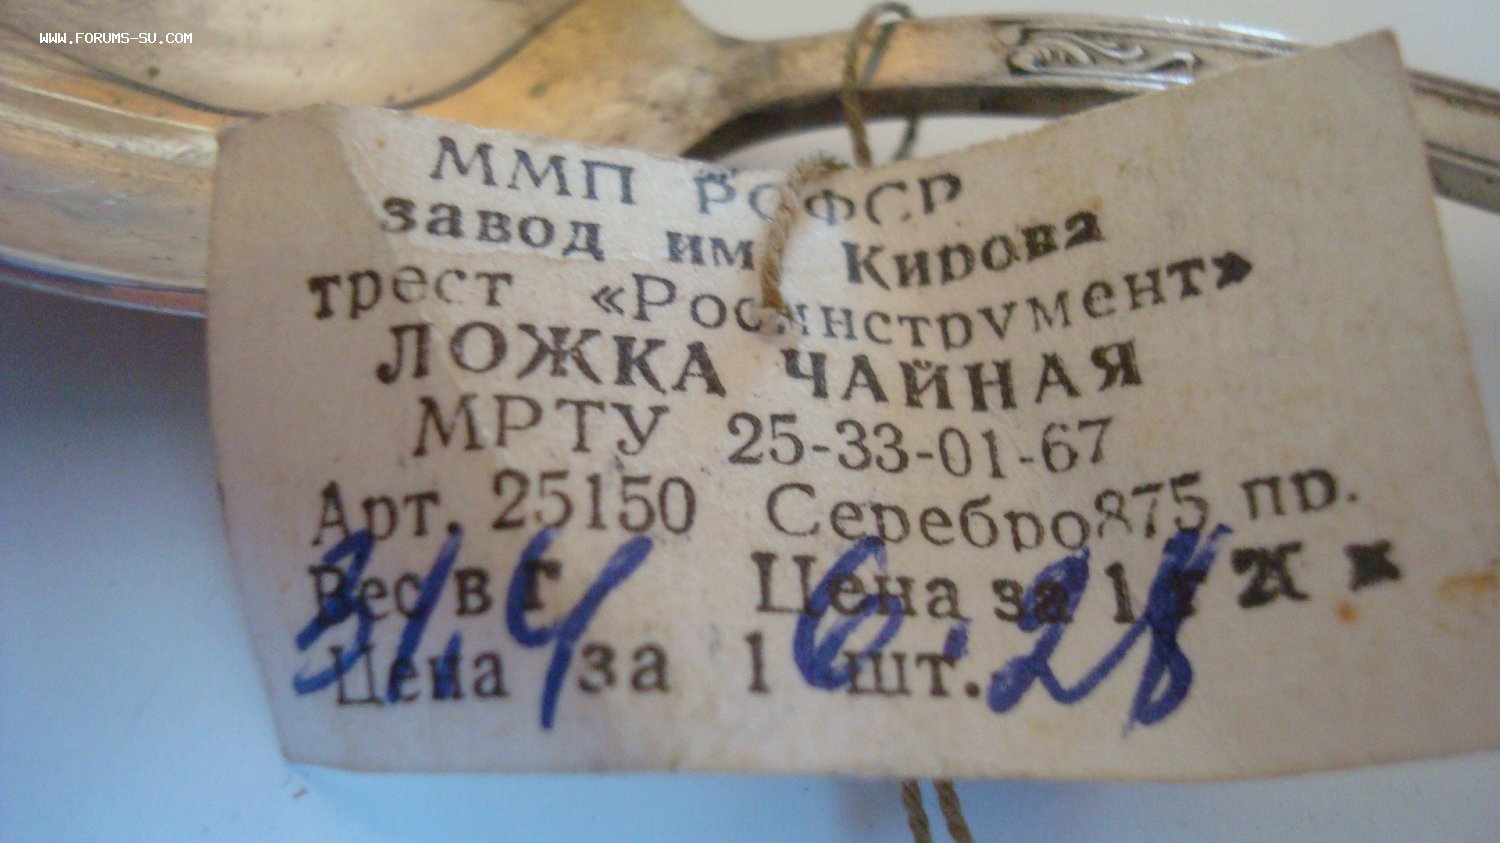 WWW.FORUMS-SU.COM
ММП РСФСР
завод им Кирова
трест «Росинструмент»
ЛОЖКА ЧАЙНАЯ
МРТУ 25-33-01-67
Арт. 25150 Серебро 875 пр.
Вес в г 31,4 Цена за 1 г
Цена за 1 шт. 6.28